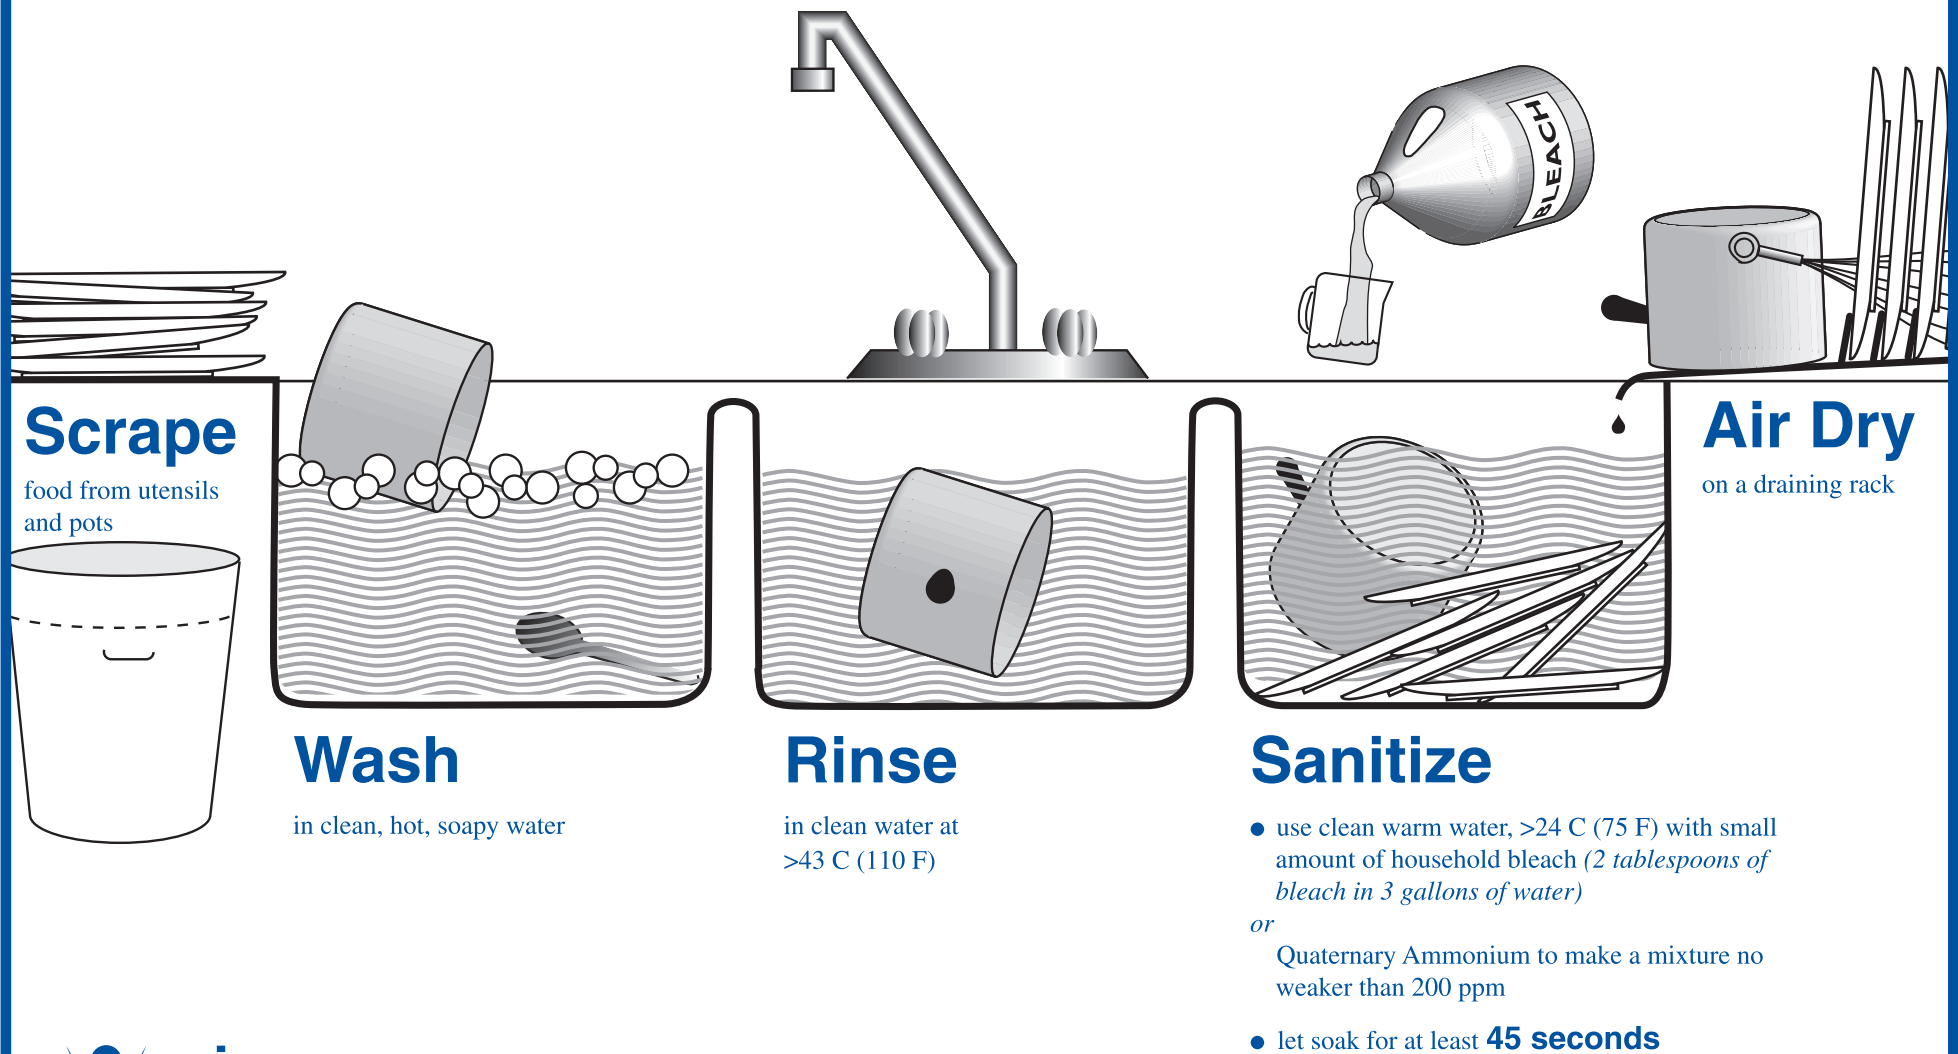 BLEACH
Scrape
food from utensils
and pots
Air Dry
on a draining rack
Wash
in clean, hot, soapy water
Rinse
in clean water at
>43 C (110 F)
Sanitize
● use clean warm water, >24 C (75 F) with small
amount of household bleach (2 tablespoons of
bleach in 3 gallons of water)
or
Quaternary Ammonium to make a mixture no
weaker than 200 ppm
● let soak for at least 45 seconds